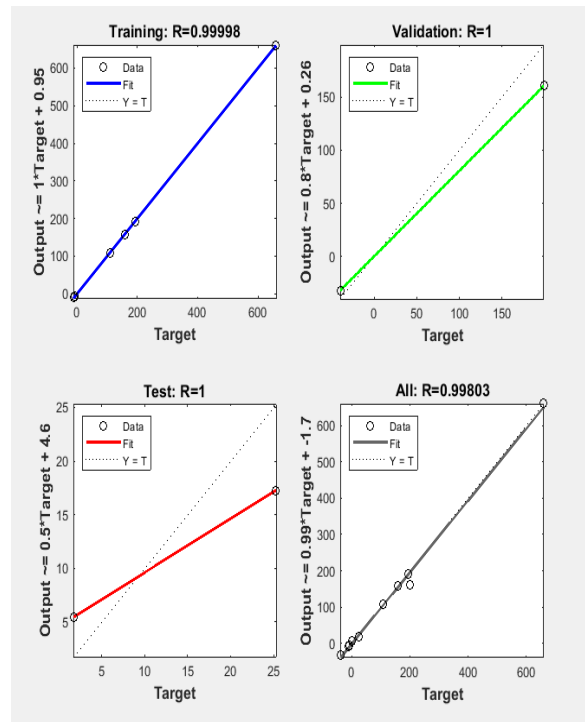 Training: R=0.99998
Output ~= 1*Target + 0.95
600
500
400
300
200
100
0
Data
Fit
Y = T
0
200
400
600
Target
Validation: R=1
Output ~= 0.8*Target + 0.26
150
100
50
0
Data
Fit
Y = T
0
50
100
150
Target
Test: R=1
Output ~= 0.5*Target + 4.6
25
20
15
10
5
Data
Fit
Y = T
5
10
15
20
25
Target
All: R=0.99803
Output ~= 0.99*Target + -1.7
600
500
400
300
200
100
0
Data
Fit
Y = T
0
200
400
600
Target